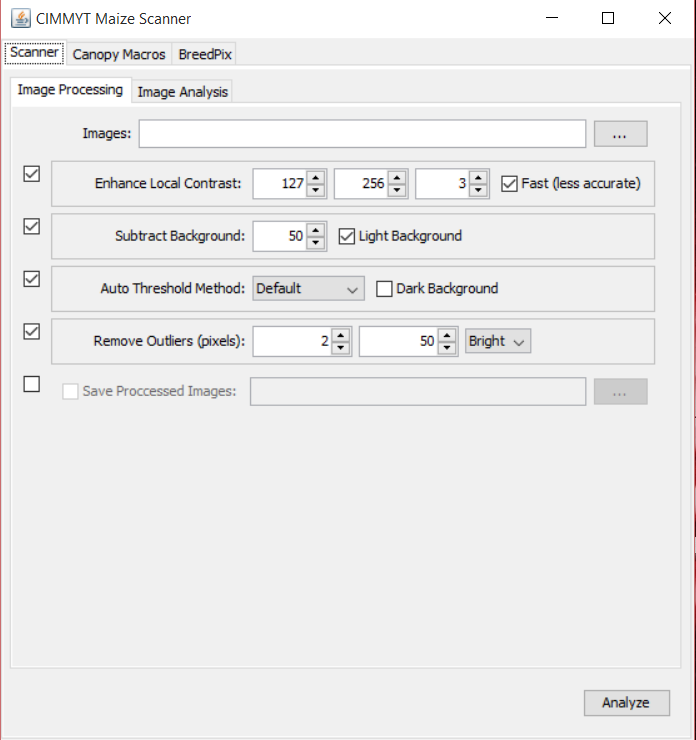 CIMMYT Maize Scanner
Scanner Canopy Macros BreedPix
Image Processing Image Analysis
Images: ...
Enhance Local Contrast: 127 256 3 Fast (less accurate)
Subtract Background: 50 Light Background
Auto Threshold Method: Default Dark Background
Remove Outliers (pixels): 2 50 Bright
Save Proccessed Images: ...
Analyze